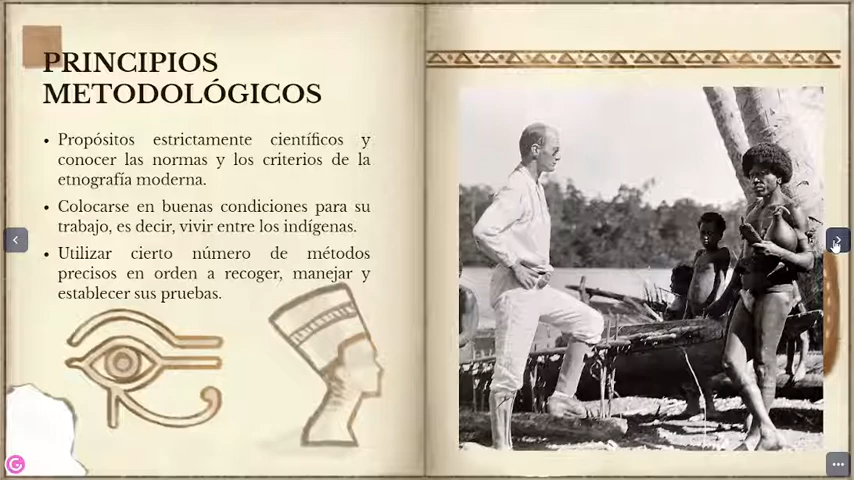 PRINCIPIOS
METODOLÓGICOS
• Propósitos estrictamente científicos y
conocer las normas y los criterios de la
etnografía moderna.
• Colocarse en buenas condiciones para su
trabajo, es decir, vivir entre los indígenas.
• Utilizar cierto número de métodos
precisos en orden a recoger, manejar y
establecer sus pruebas.